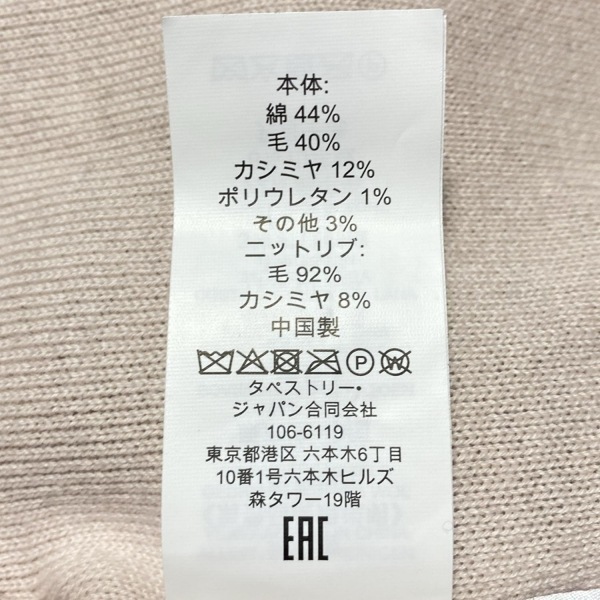 本体:
綿 44%
毛 40%
カシミヤ 12%
ポリウレタン 1%
その他 3%
ニットリブ:
毛 92%
カシミヤ 8%
中国製
P W
タペストリー・
ジャパン合同会社
106-6119
東京都港区 六本木6丁目
10番1号六本木ヒルズ
森タワー19階
EAC